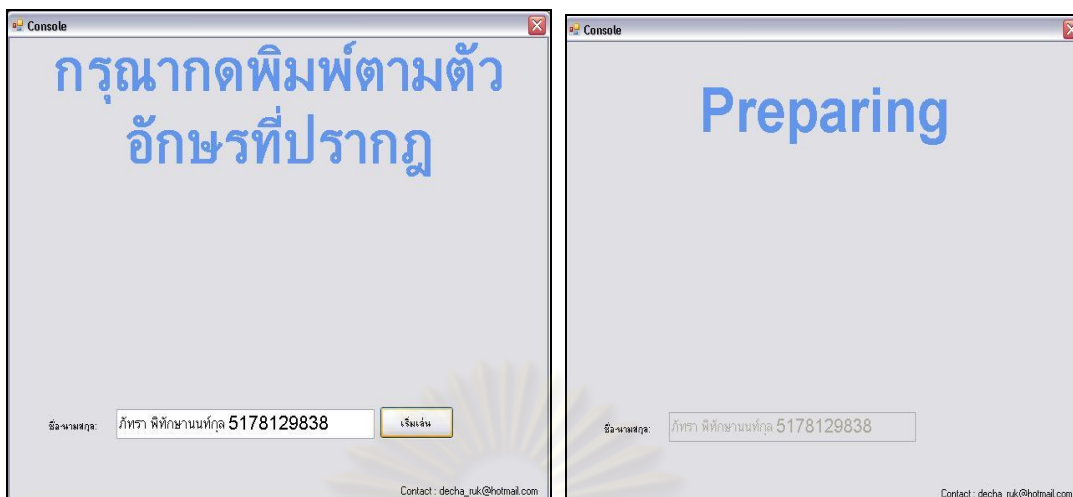 Console
กรุณากดพิมพ์ตามตัว
อักษรที่ปรากฏ
ชื่อ-นามสกุล: ภัทรา พิทักษานนท์กุล 5178129838 เริ่มเล่น
Contact : decha_ruk@hotmail.com
Console
Preparing
ชื่อ-นามสกุล: ภัทรา พิทักษานนท์กุล 5178129838
Contact : decha_ruk@hotmail.com